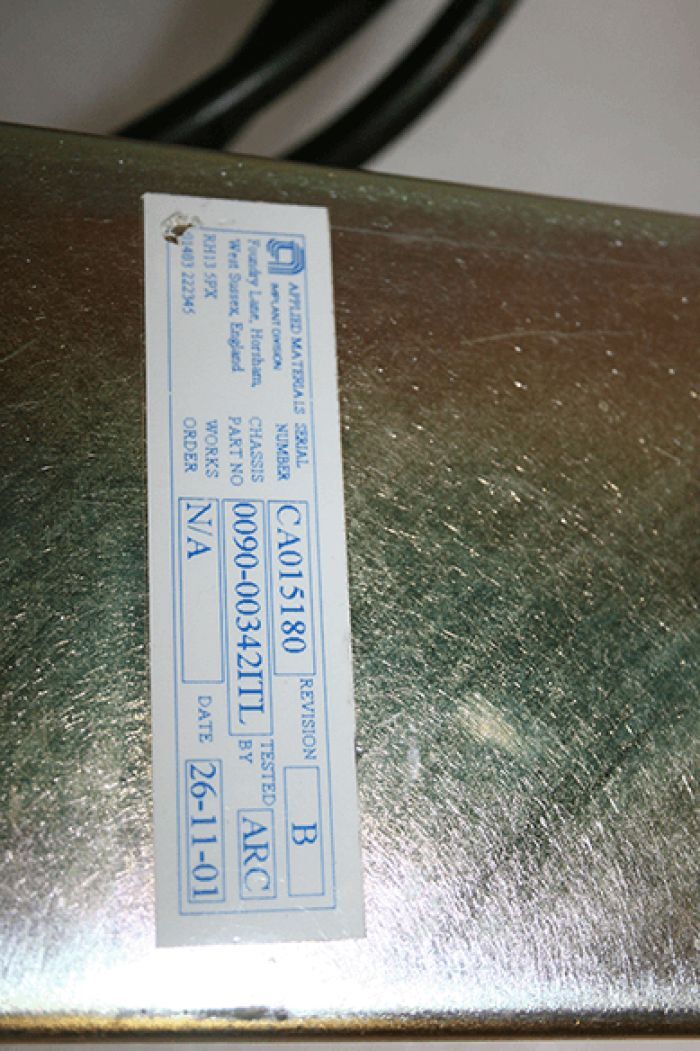 APPLIED MATERIALS
IMPLANT DIVISION
Foundry Lane, Horsham,
West Sussex, England
RH13 5PX
01403 222345
SERIAL NUMBER CA015180 REVISION B
CHASSIS PART NO 0090-00342ITL TESTED BY ARC
WORKS ORDER N/A DATE 26-11-01